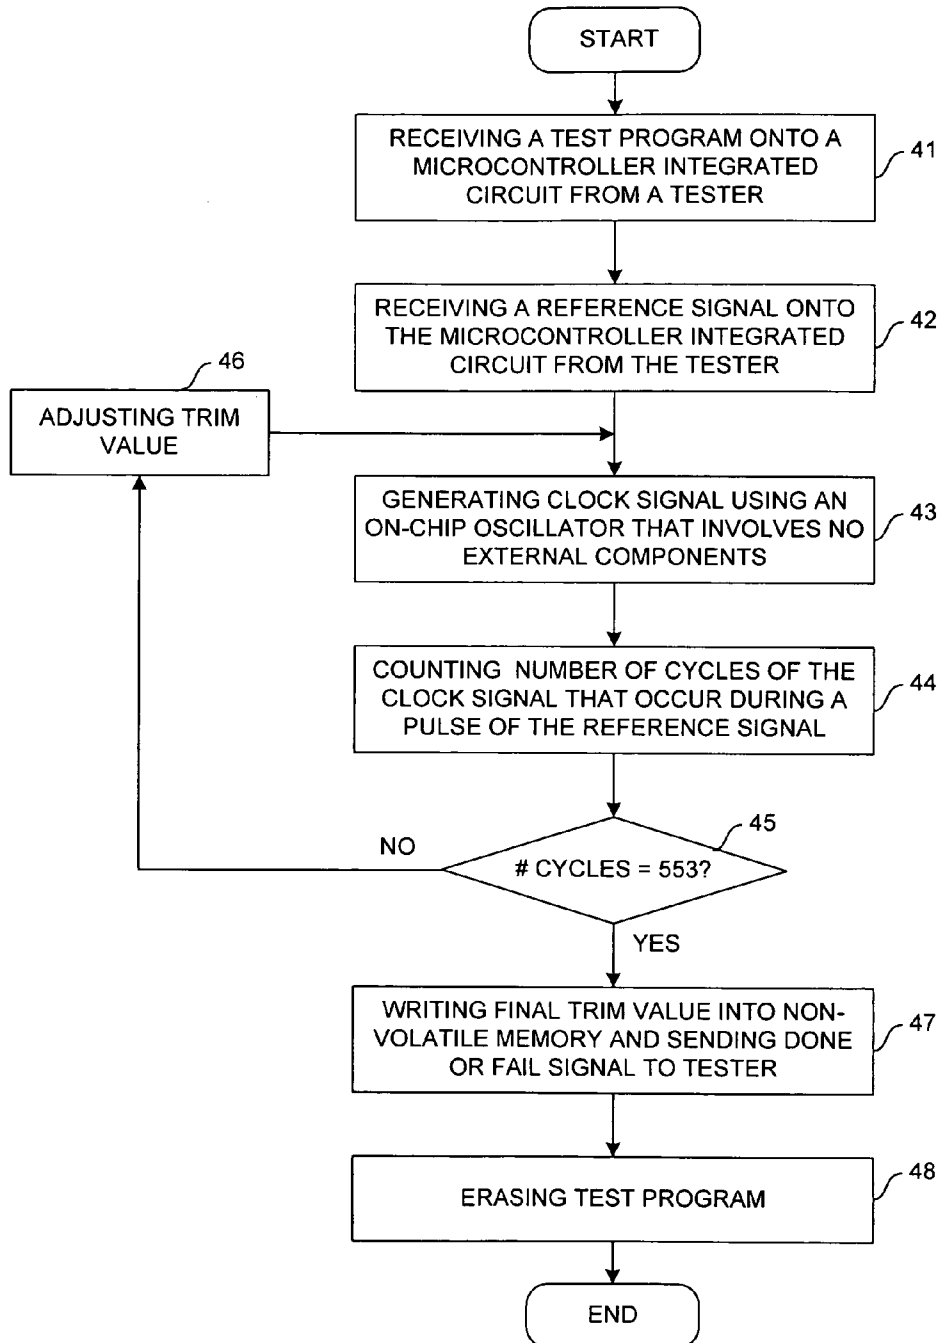 START
RECEIVING A TEST PROGRAM ONTO A
MICROCONTROLLER INTEGRATED
CIRCUIT FROM A TESTER
41
RECEIVING A REFERENCE SIGNAL ONTO
THE MICROCONTROLLER INTEGRATED
CIRCUIT FROM THE TESTER
42
46
ADJUSTING TRIM
VALUE
GENERATING CLOCK SIGNAL USING AN
ON-CHIP OSCILLATOR THAT INVOLVES NO
EXTERNAL COMPONENTS
43
COUNTING NUMBER OF CYCLES OF THE
CLOCK SIGNAL THAT OCCUR DURING A
PULSE OF THE REFERENCE SIGNAL
44
45
NO
# CYCLES = 553?
YES
WRITING FINAL TRIM VALUE INTO NON-
VOLATILE MEMORY AND SENDING DONE
OR FAIL SIGNAL TO TESTER
47
ERASING TEST PROGRAM
48
END